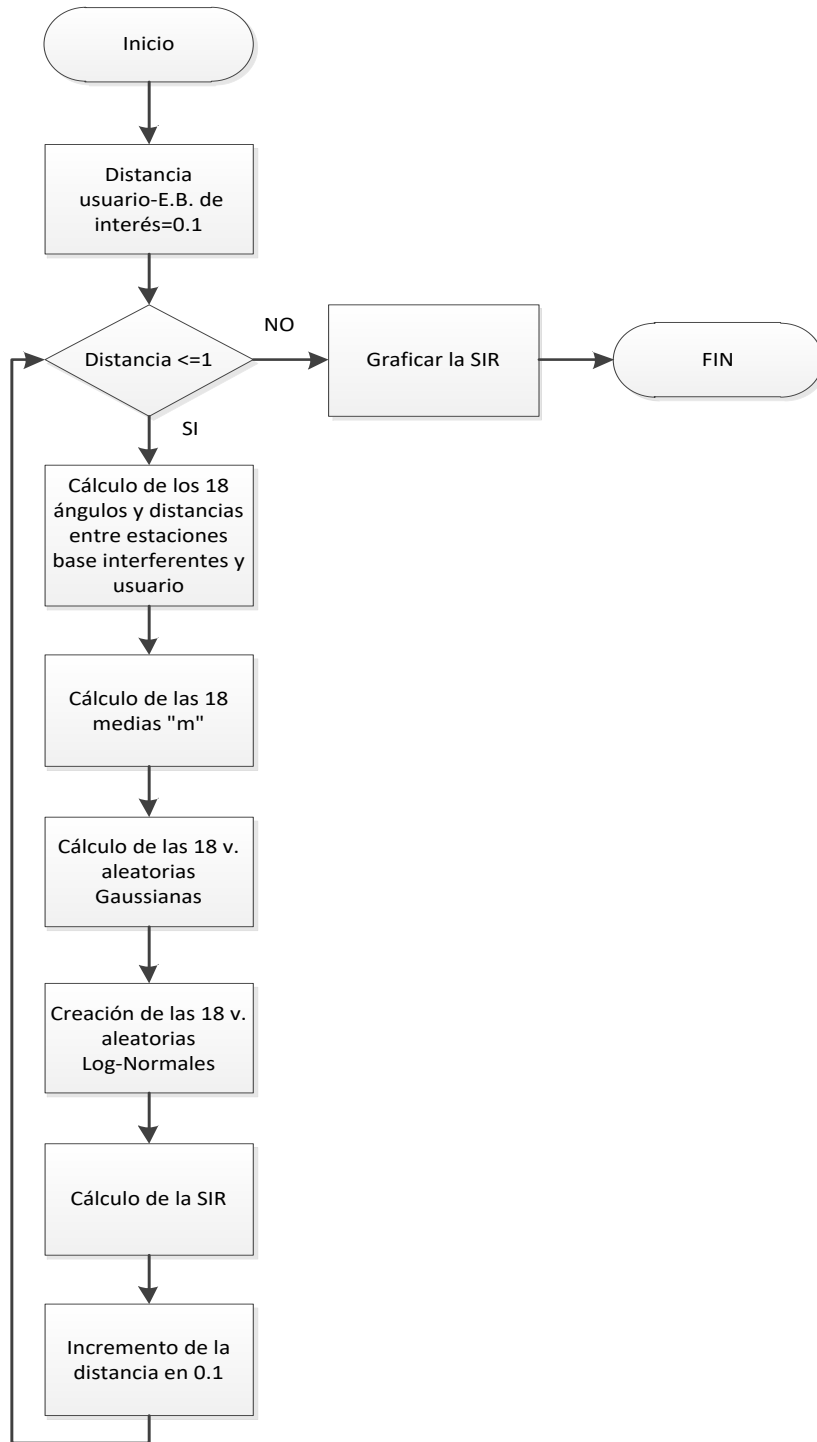 Inicio
Distancia
usuario-E.B. de
interés=0.1
Distancia <=1
NO
Graficar la SIR
FIN
SI
Cálculo de los 18
ángulos y distancias
entre estaciones
base interferentes y
usuario
Cálculo de las 18
medias "m"
Cálculo de las 18 v.
aleatorias
Gaussianas
Creación de las 18 v.
aleatorias
Log-Normales
Cálculo de la SIR
Incremento de la
distancia en 0.1